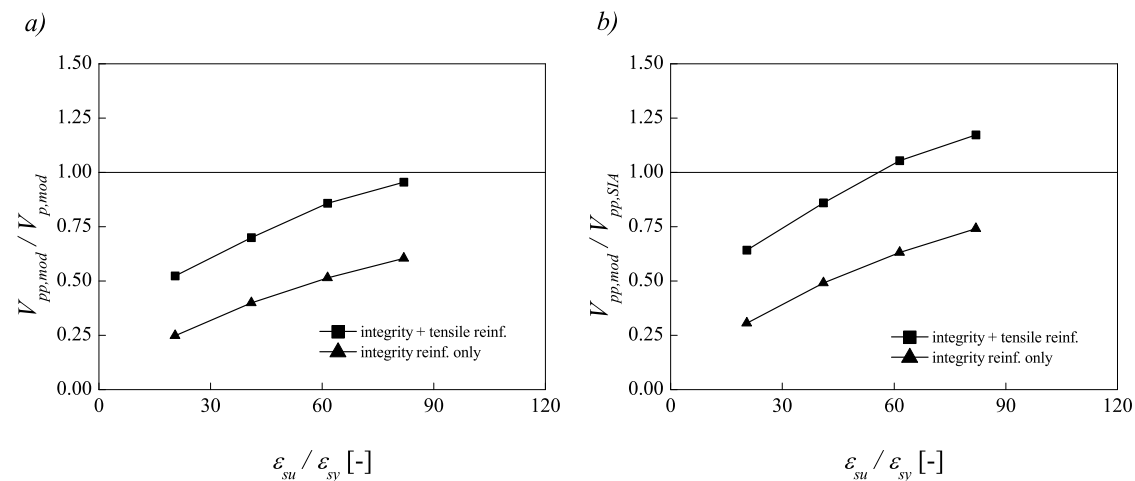 a)
1.50
1.25
1.00
0.75
0.50
0.25
0.00
0 30 60 90 120
V_pp,mod / V_p,mod
ε_su / ε_sy [-]
integrity + tensile reinf.
integrity reinf. only
b)
1.50
1.25
1.00
0.75
0.50
0.25
0.00
0 30 60 90 120
V_pp,mod / V_pp,SIA
ε_su / ε_sy [-]
integrity + tensile reinf.
integrity reinf. only